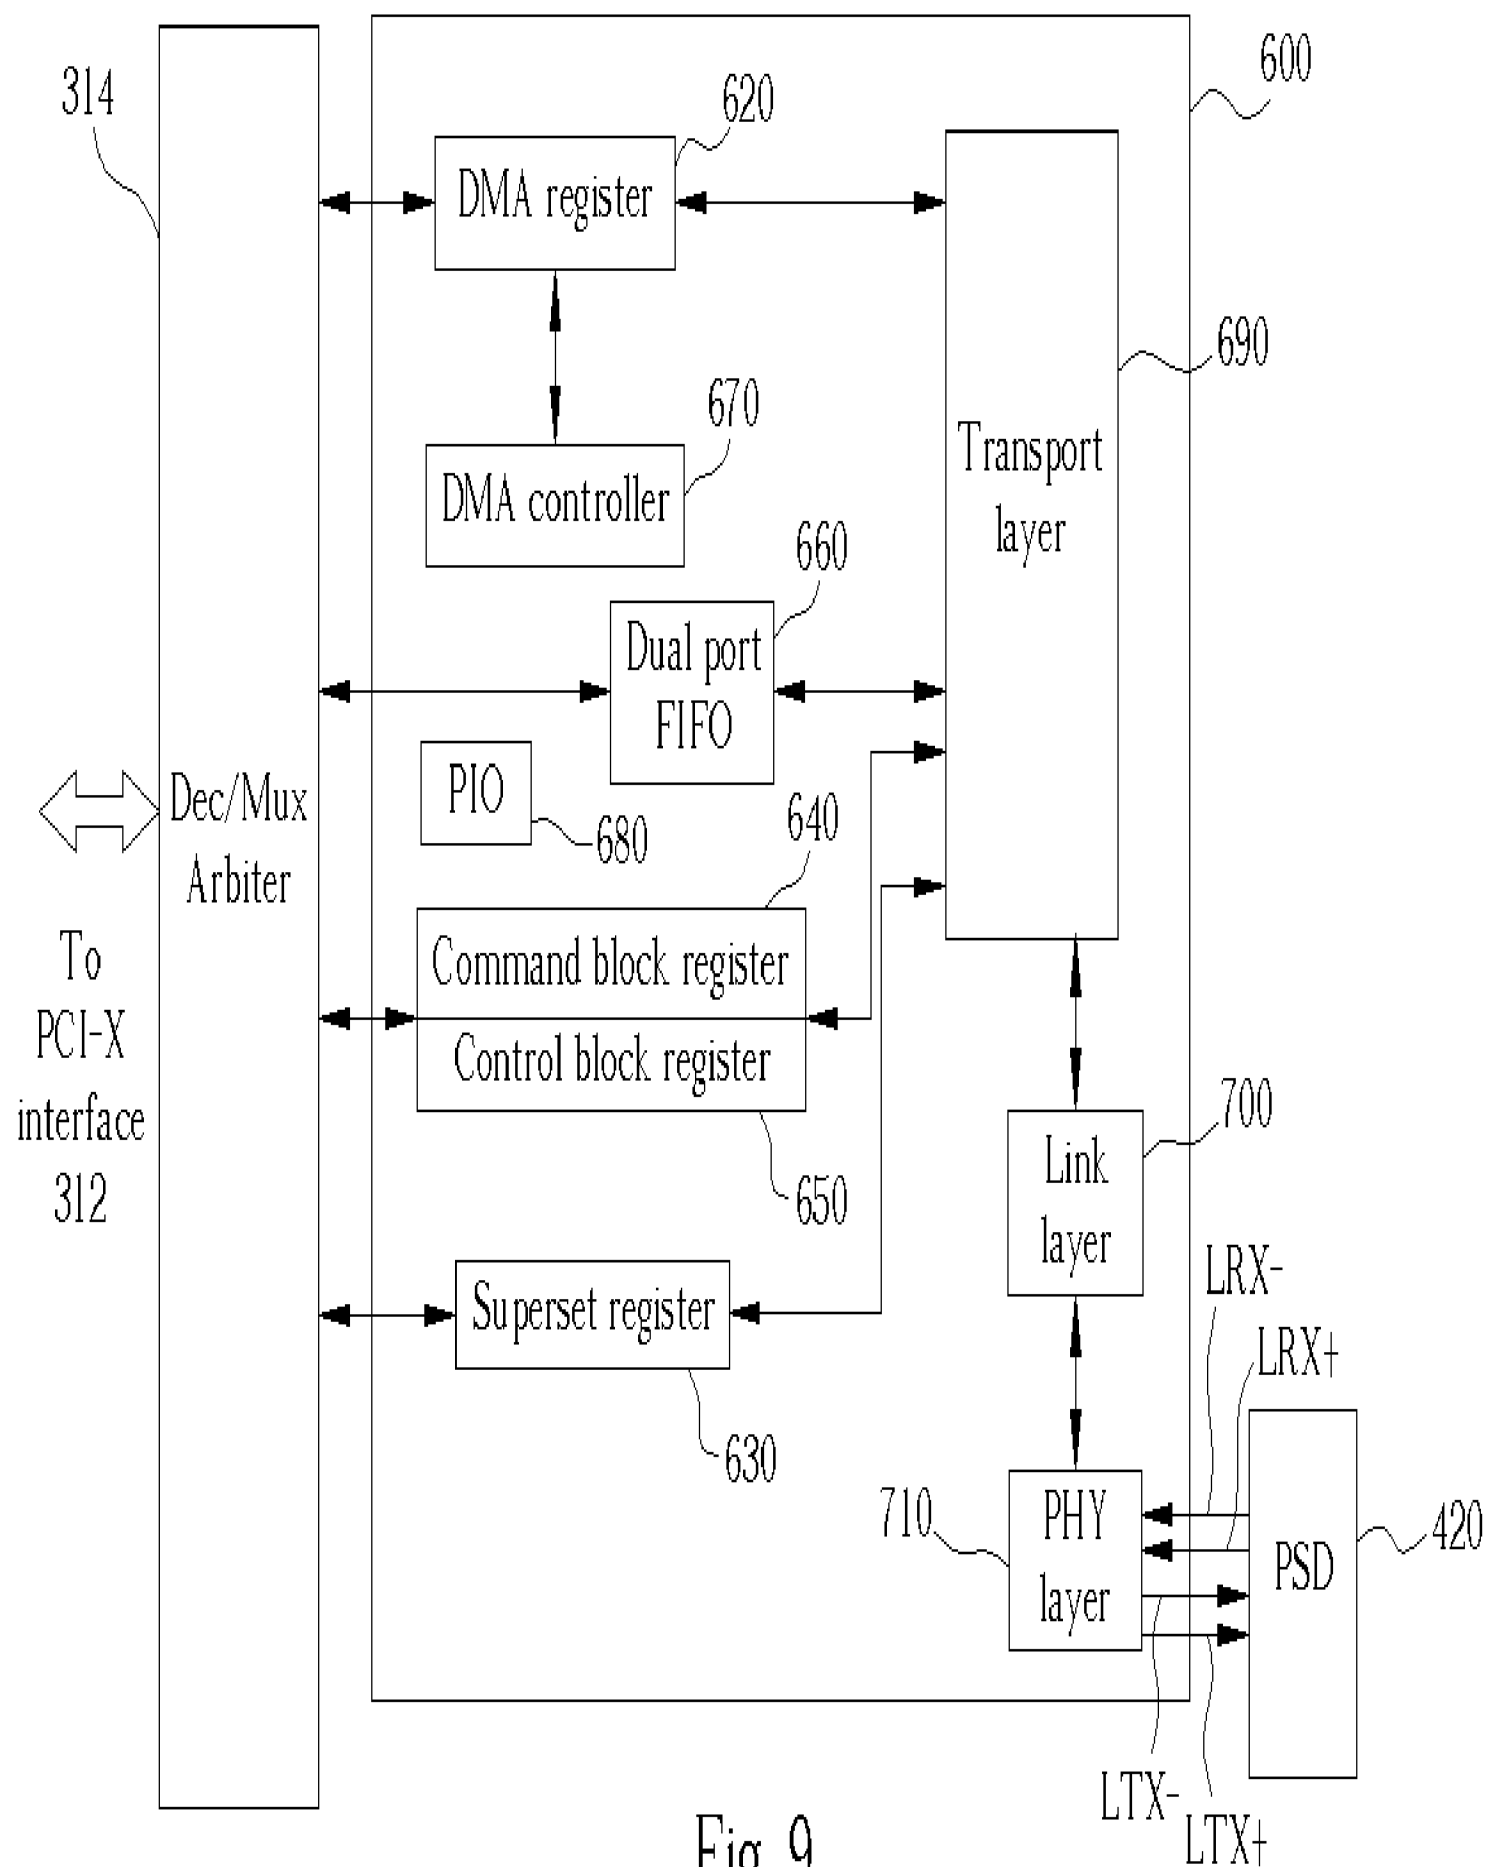 600
314
620
DMA register
690
670
Transport
layer
DMA controller
660
Dual port
FIFO
PIO
680
640
Dec/Mux
Arbiter
To
PCI-X
interface
312
Command block register
Control block register
650
700
Link
layer
LRX-
LRX+
Superset register
630
710
PHY
layer
PSD
420
LTX-
LTX+
Fig. 9